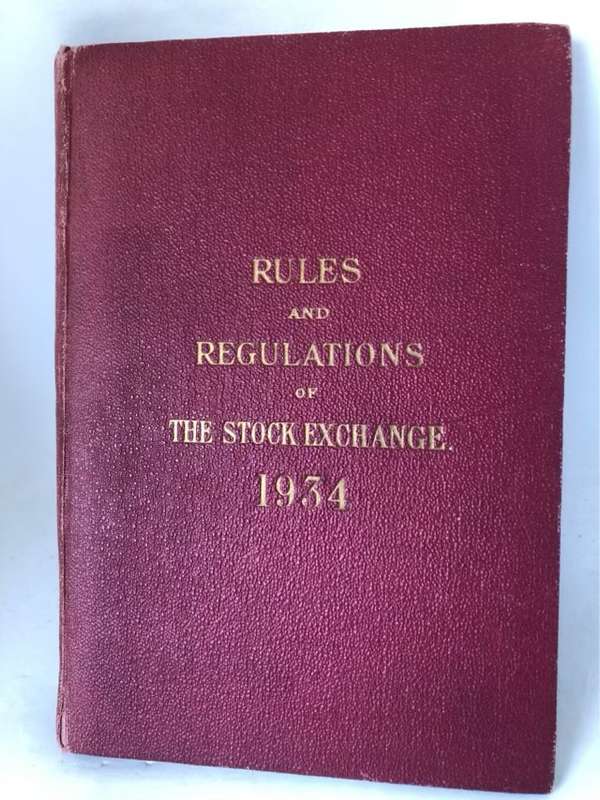 RULES
AND
REGULATIONS
OF
THE STOCK EXCHANGE.
1934